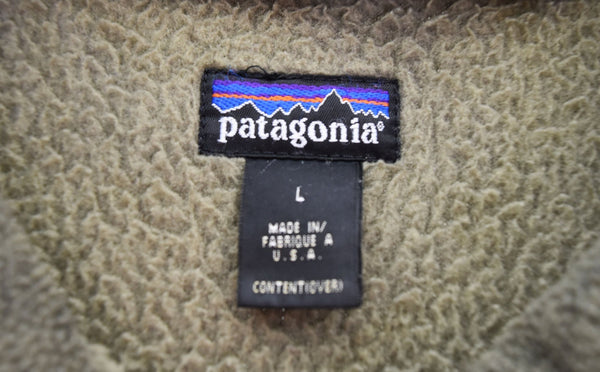 patagonia®
L
MADE IN/
FABRIQUE A
U.S.A.
CONTENT(OVER)